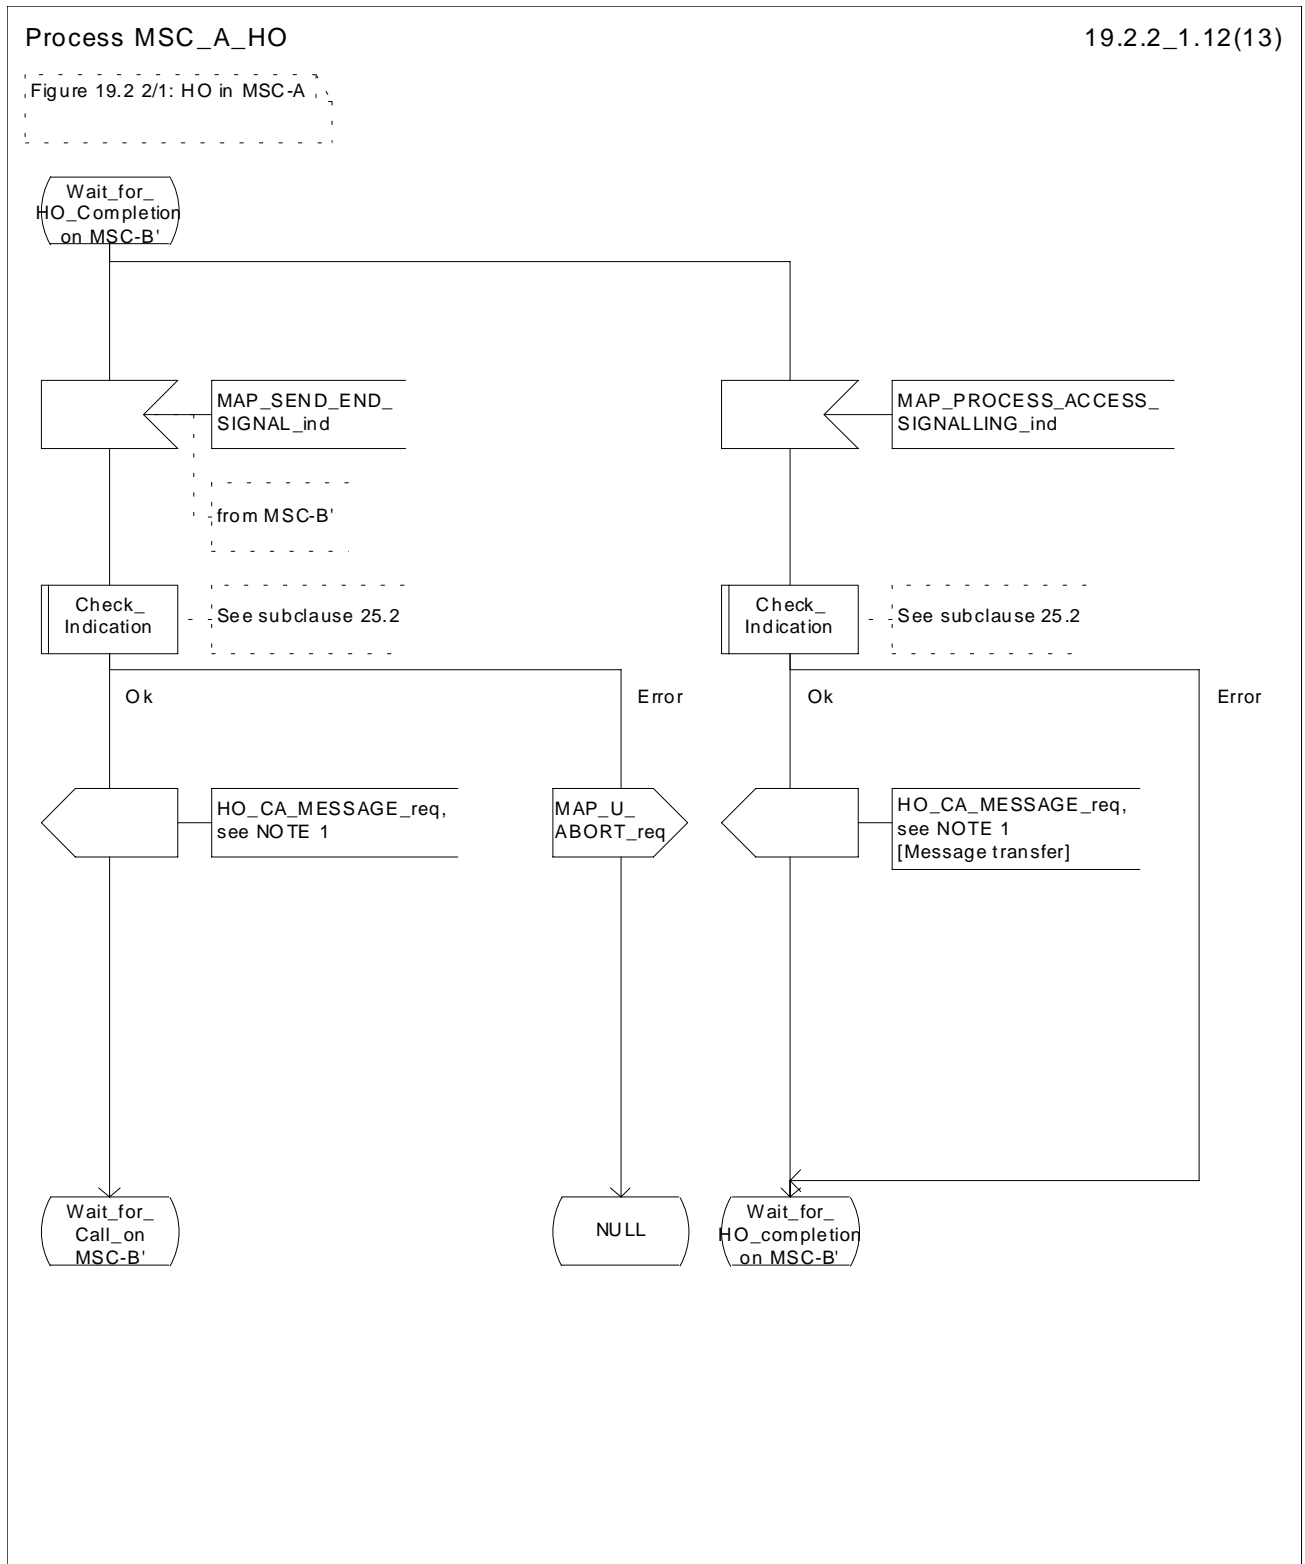 Process MSC_A_HO
19.2.2_1.12(13)
Figure 19.2 2/1: HO in MSC-A
Wait_for_
HO_Completion
on MSC-B'
MAP_SEND_END_
SIGNAL_ind
MAP_PROCESS_ACCESS_
SIGNALLING_ind
from MSC-B'
Check_
Indication
See subclause 25.2
Check_
Indication
See subclause 25.2
Ok
Error
Ok
Error
HO_CA_MESSAGE_req,
see NOTE 1
MAP_U_
ABORT_req
HO_CA_MESSAGE_req,
see NOTE 1
[Message transfer]
Wait_for_
Call_on
MSC-B'
NULL
Wait_for_
HO_completion
on MSC-B'